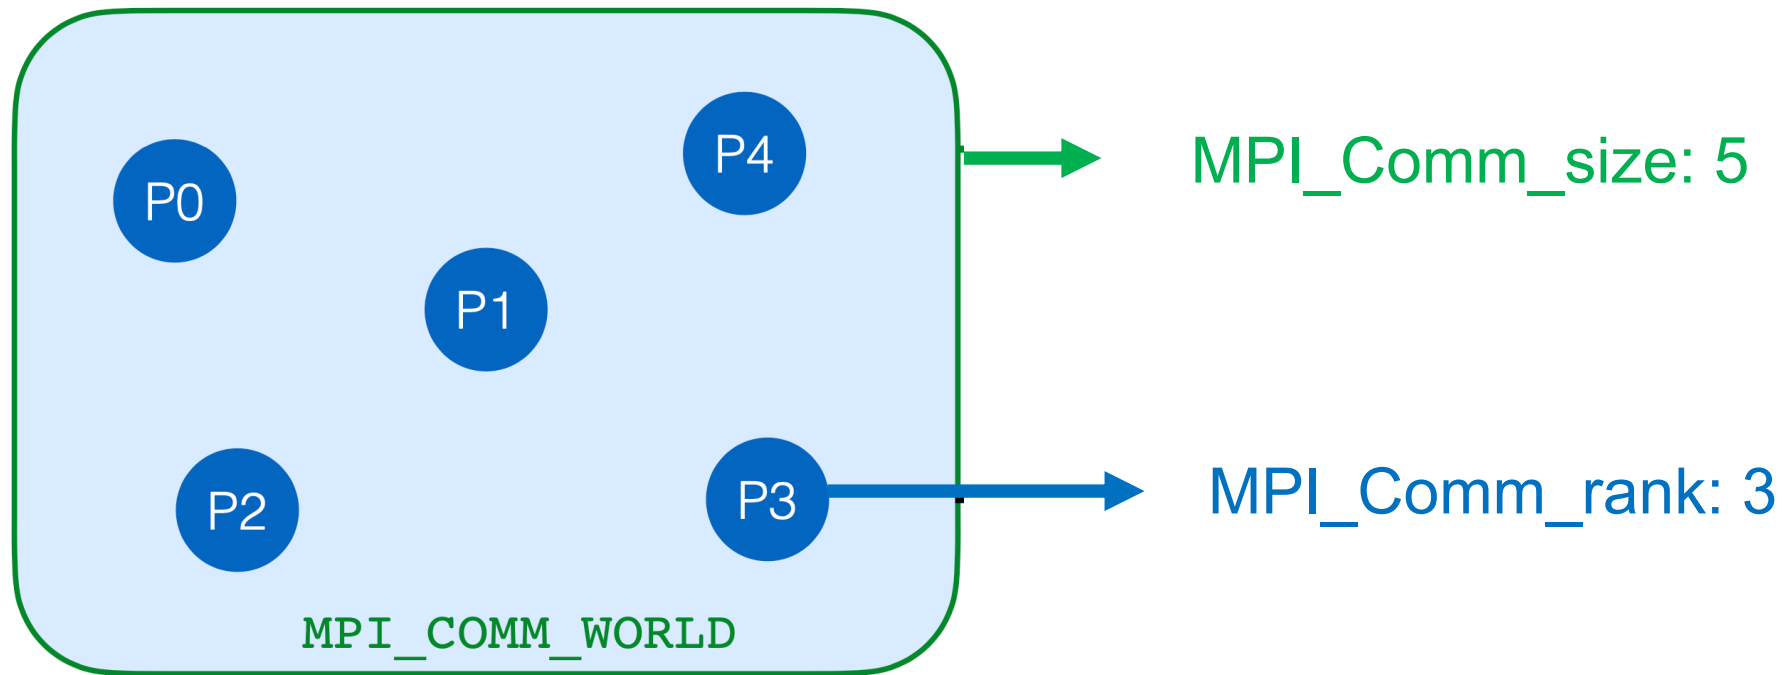 P0
P4
P1
P2
P3
MPI_COMM_WORLD
MPI_Comm_size: 5
MPI_Comm_rank: 3